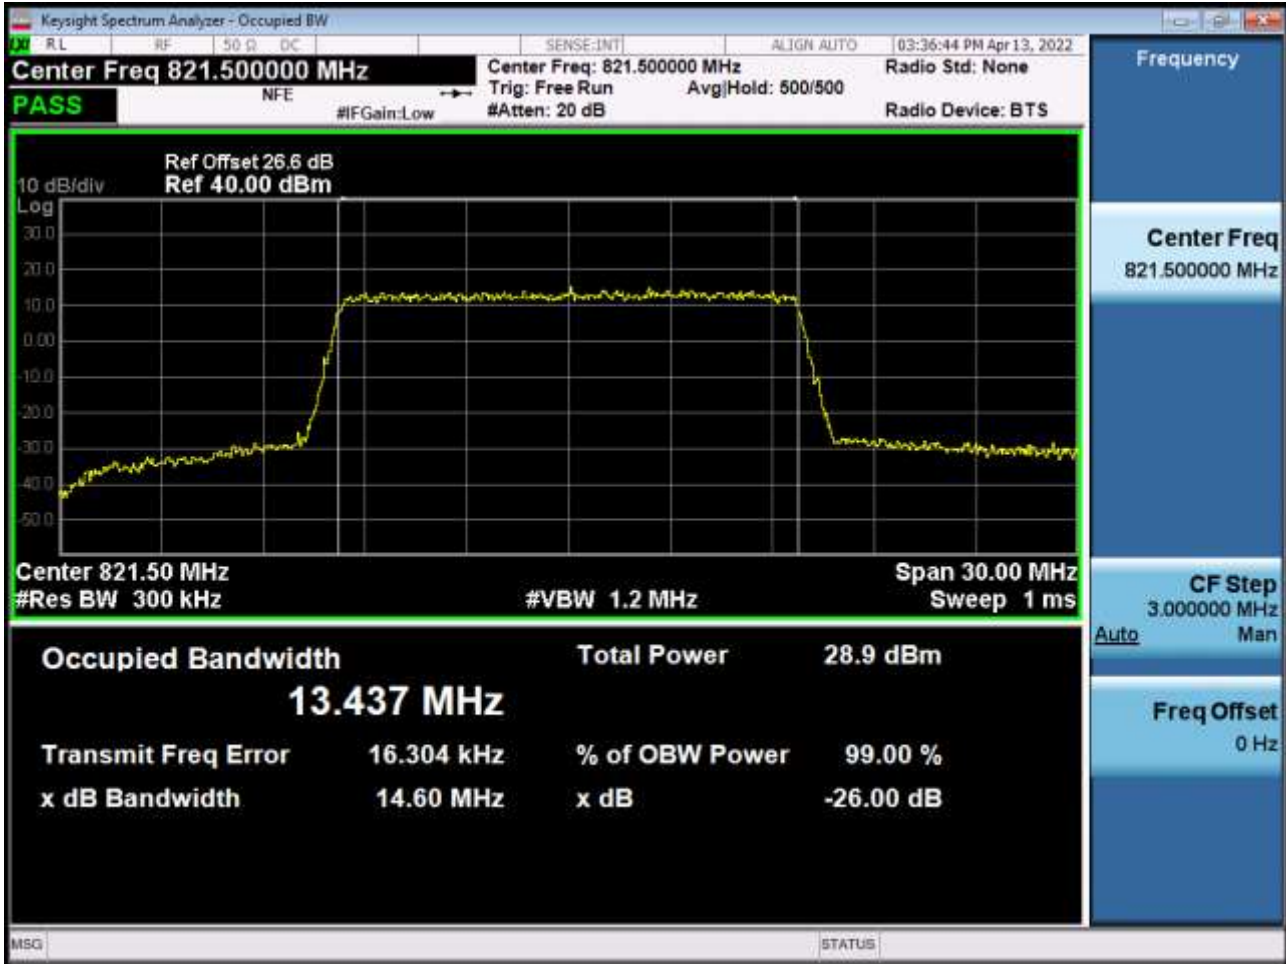 Keysight Spectrum Analyzer - Occupied BW
RL RF 50 Ω DC SENSE:INT ALIGN AUTO 03:36:44 PM Apr 13, 2022
Center Freq 821.500000 MHz Center Freq: 821.500000 MHz Radio Std: None
NFE Trig: Free Run Avg|Hold: 500/500
PASS #IFGain:Low #Atten: 20 dB Radio Device: BTS
Ref Offset 26.6 dB
10 dB/div Ref 40.00 dBm
Log
30.0
20.0
10.0
0.00
-10.0
-20.0
-30.0
-40.0
-50.0
Center 821.50 MHz Span 30.00 MHz
#Res BW 300 kHz #VBW 1.2 MHz Sweep 1 ms
Occupied Bandwidth Total Power 28.9 dBm
13.437 MHz
Transmit Freq Error 16.304 kHz % of OBW Power 99.00 %
x dB Bandwidth 14.60 MHz x dB -26.00 dB
Frequency
Center Freq
821.500000 MHz
CF Step
3.000000 MHz
Auto Man
Freq Offset
0 Hz
MSG STATUS